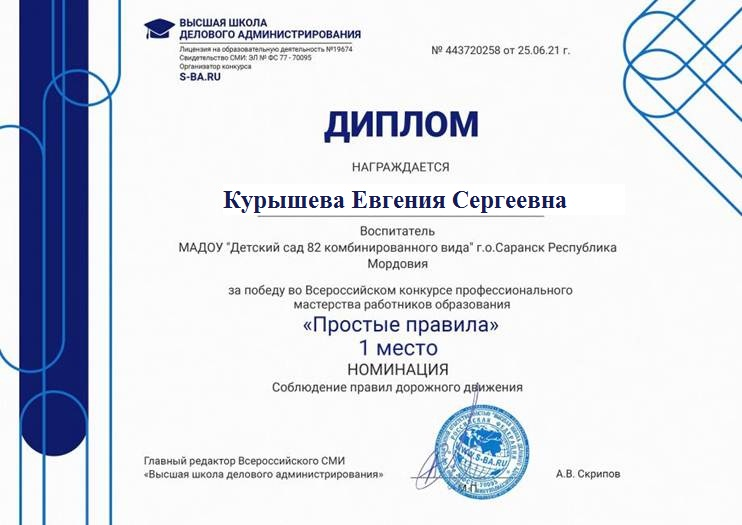 ВЫСШАЯ ШКОЛА
ДЕЛОВОГО АДМИНИСТРИРОВАНИЯ
Лицензия на образовательную деятельность №19674
Свидетельство СМИ: ЭЛ № ФС 77 - 70095
Организатор конкурса
S-BA.RU
№ 443720258 от 25.06.21 г.
ДИПЛОМ
НАГРАЖДАЕТСЯ
Курышева Евгения Сергеевна
Воспитатель
МАДОУ "Детский сад 82 комбинированного вида" г.о.Саранск Республика
Мордовия
за победу во Всероссийском конкурсе профессионального
мастерства работников образования
«Простые правила»
1 место
НОМИНАЦИЯ
Соблюдение правил дорожного движения
Главный редактор Всероссийского СМИ
«Высшая школа делового администрирования»
РОССИЙСКАЯ ФЕДЕРАЦИЯ
WWW.S-BA.RU
М.П.
А.В. Скрипов